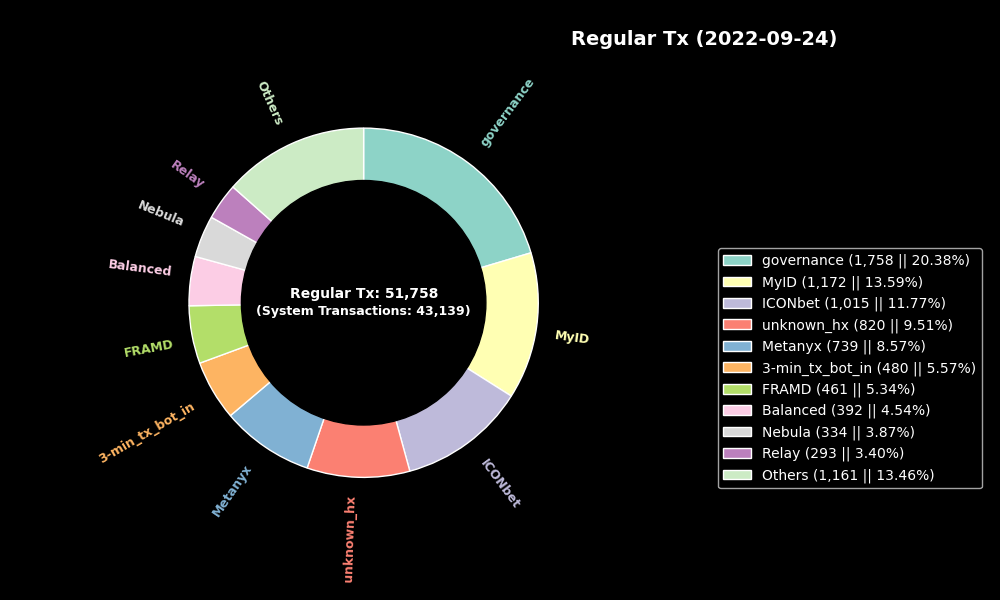 Regular Tx (2022-09-24)
Others
governance
Relay
Nebula
Balanced
FRAMD
3-min_tx_bot_in
Metanyx
unknown_hx
ICONbet
MyID
Regular Tx: 51,758
(System Transactions: 43,139)
governance (1,758 || 20.38%)
MyID (1,172 || 13.59%)
ICONbet (1,015 || 11.77%)
unknown_hx (820 || 9.51%)
Metanyx (739 || 8.57%)
3-min_tx_bot_in (480 || 5.57%)
FRAMD (461 || 5.34%)
Balanced (392 || 4.54%)
Nebula (334 || 3.87%)
Relay (293 || 3.40%)
Others (1,161 || 13.46%)